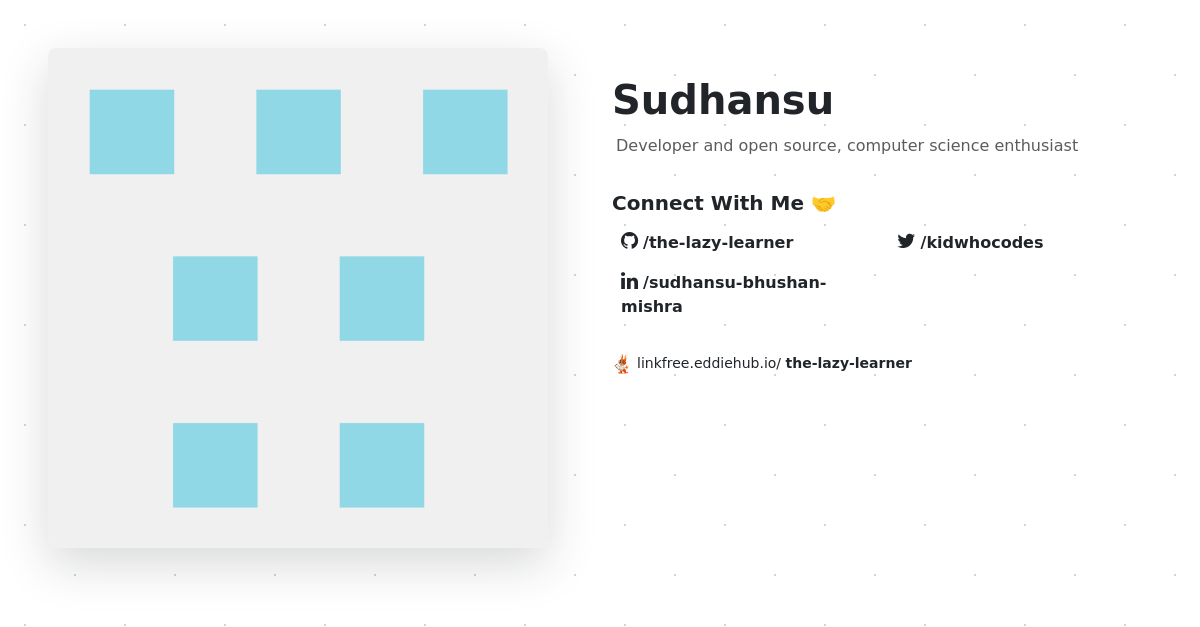 Sudhansu
Developer and open source, computer science enthusiast
Connect With Me 🤝
/the-lazy-learner /kidwhocodes
/sudhansu-bhushan-
mishra
linkfree.eddiehub.io/ the-lazy-learner